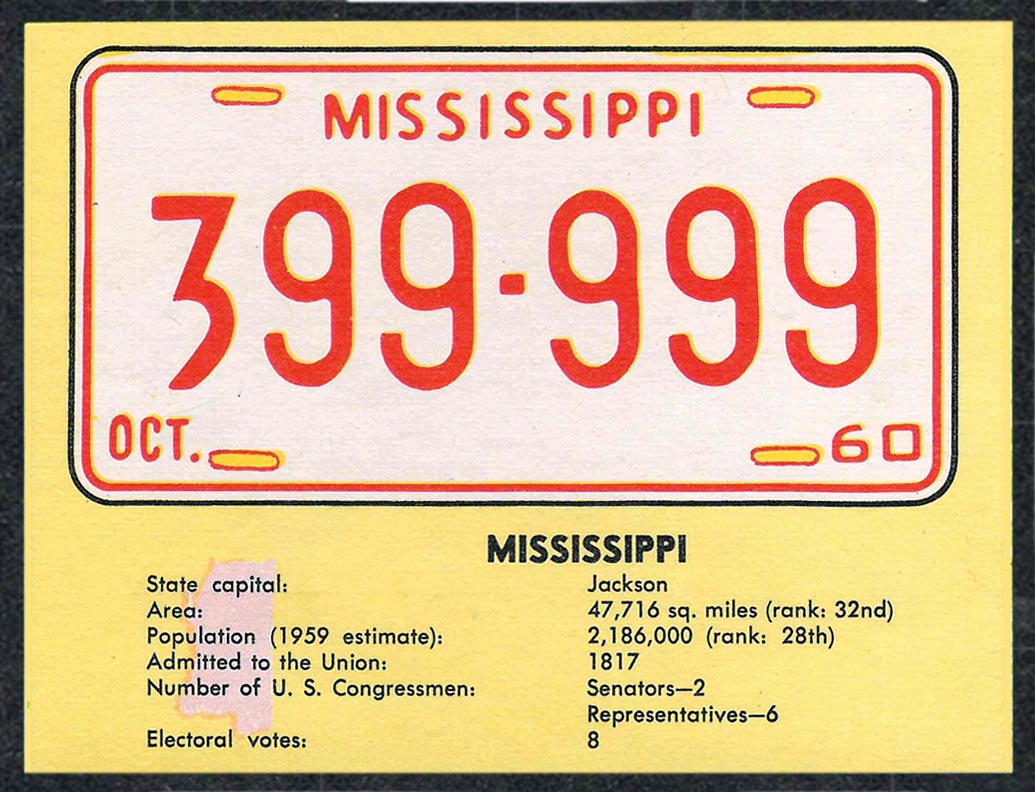 MISSISSIPPI
399-999
OCT. 60
MISSISSIPPI
State capital: Jackson
Area: 47,716 sq. miles (rank: 32nd)
Population (1959 estimate): 2,186,000 (rank: 28th)
Admitted to the Union: 1817
Number of U. S. Congressmen: Senators—2
Representatives—6
Electoral votes: 8